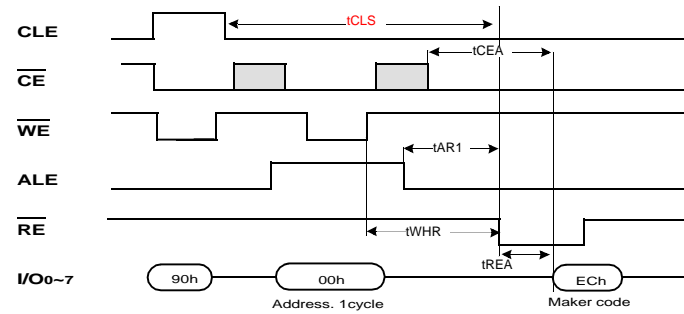 CLE
tCLS
tCEA
CE
WE
tAR1
ALE
RE
tWHR
tREA
I/O0~7
90h
00h
ECh
Address. 1cycle
Maker code